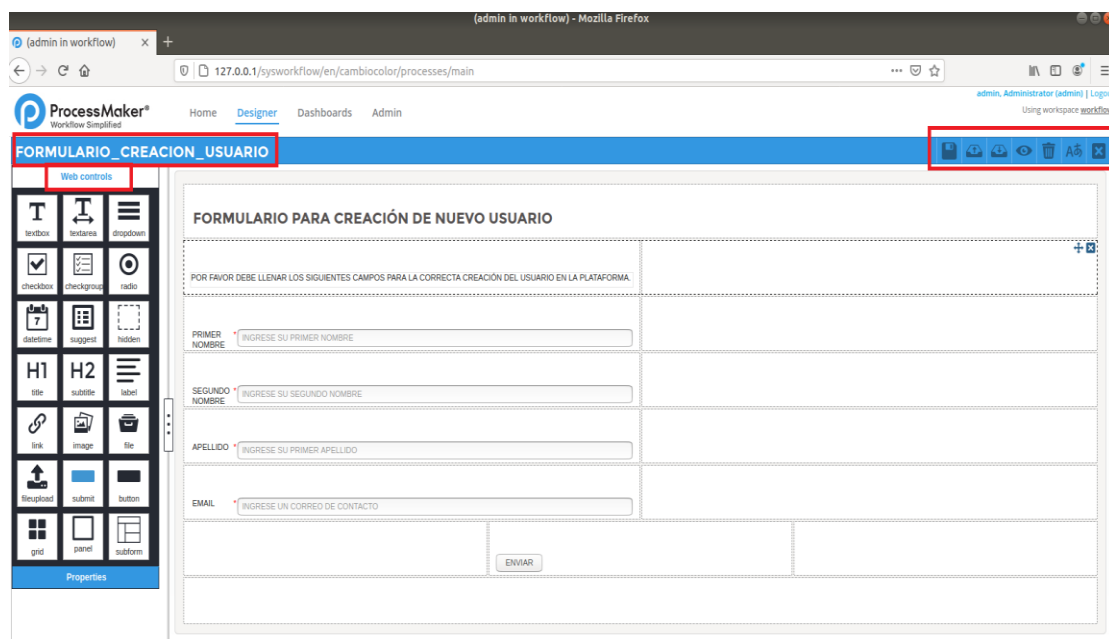 (admin in workflow) - Mozilla Firefox
(admin in workflow) × +
127.0.0.1/sysworkflow/en/cambiocolor/processes/main
admin, Administrator (admin) | Logou
Using workspace workflow
ProcessMaker®
Workflow Simplified
Home Designer Dashboards Admin
FORMULARIO_CREACION_USUARIO
Web controls
textbox textarea dropdown
checkbox checkgroup radio
datetime suggest hidden
H1 H2
title subtitle label
link image file
fileupload submit button
grid panel subform
Properties
FORMULARIO PARA CREACIÓN DE NUEVO USUARIO
POR FAVOR DEBE LLENAR LOS SIGUIENTES CAMPOS PARA LA CORRECTA CREACIÓN DEL USUARIO EN LA PLATAFORMA.
PRIMER NOMBRE * INGRESE SU PRIMER NOMBRE
SEGUNDO NOMBRE * INGRESE SU SEGUNDO NOMBRE
APELLIDO * INGRESE SU PRIMER APELLIDO
EMAIL * INGRESE UN CORREO DE CONTACTO
ENVIAR